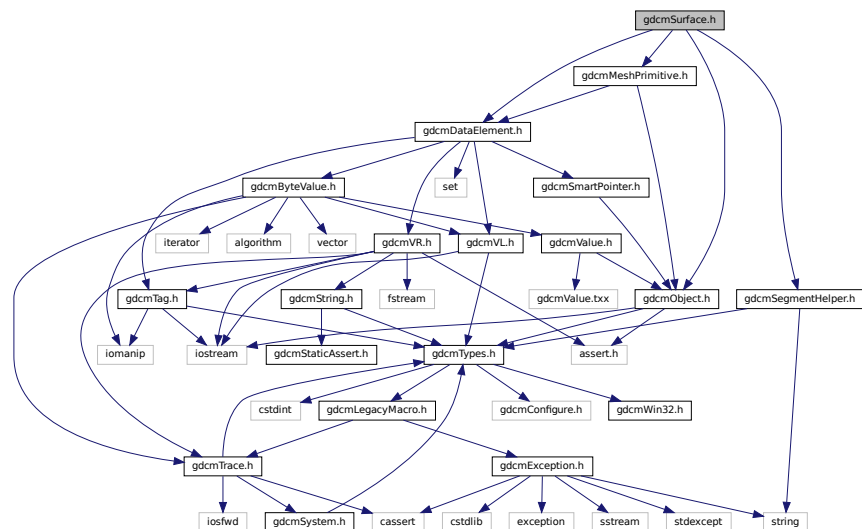 gdcmSurface.h
gdcmMeshPrimitive.h
gdcmDataElement.h
gdcmByteValue.h
set
gdcmSmartPointer.h
iterator
algorithm
vector
gdcmVR.h
gdcmVL.h
gdcmValue.h
gdcmTag.h
gdcmString.h
fstream
gdcmValue.txx
gdcmObject.h
gdcmSegmentHelper.h
iomanip
iostream
gdcmStaticAssert.h
gdcmTypes.h
assert.h
cstdint
gdcmLegacyMacro.h
gdcmConfigure.h
gdcmWin32.h
gdcmTrace.h
gdcmException.h
iosfwd
gdcmSystem.h
cassert
cstdlib
exception
sstream
stdexcept
string